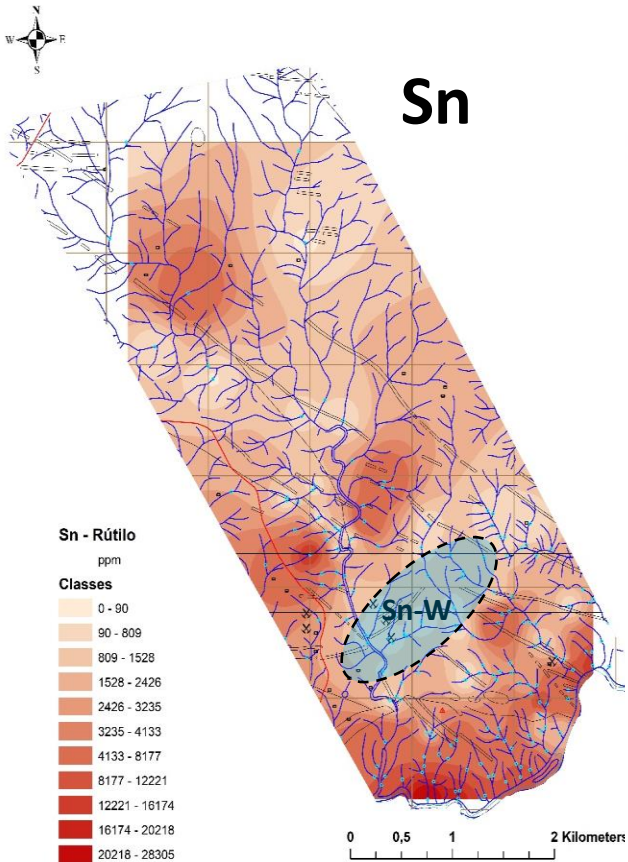 N
W E
S
Sn
Sn-W
Sn - Rútilo
ppm
Classes
0 - 90
90 - 809
809 - 1528
1528 - 2426
2426 - 3235
3235 - 4133
4133 - 8177
8177 - 12221
12221 - 16174
16174 - 20218
20218 - 28305
0 0,5 1 2 Kilometers